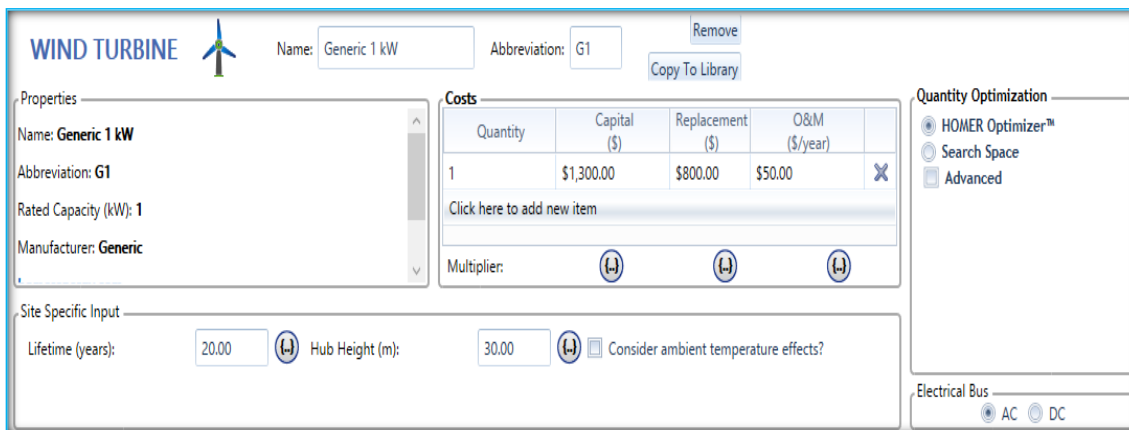 WIND TURBINE
Name: Generic 1 kW
Abbreviation: G1
Remove
Copy To Library
Properties
Name: Generic 1 kW
Abbreviation: G1
Rated Capacity (kW): 1
Manufacturer: Generic
Costs
Quantity Capital ($) Replacement ($) O&M ($/year)
1 $1,300.00 $800.00 $50.00
Click here to add new item
Multiplier: {..} {..} {..}
Site Specific Input
Lifetime (years): 20.00 {..} Hub Height (m): 30.00 {..} Consider ambient temperature effects?
Quantity Optimization
HOMER Optimizer™
Search Space
Advanced
Electrical Bus
AC DC